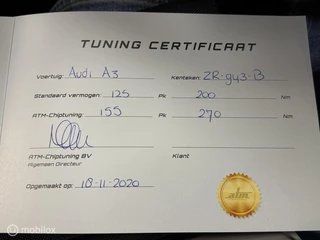 TUNING CERTIFICAAT
Voertuig: Audi A3 Kenteken: ZR-943-B
Standaard vermogen: 125 Pk 200 Nm
ATM-Chiptuning: 155 Pk 270 Nm
ATM-Chiptuning BV Klant
Algemeen Directeur
Opgemaakt op: 18-11-2020
atm
© mobilox